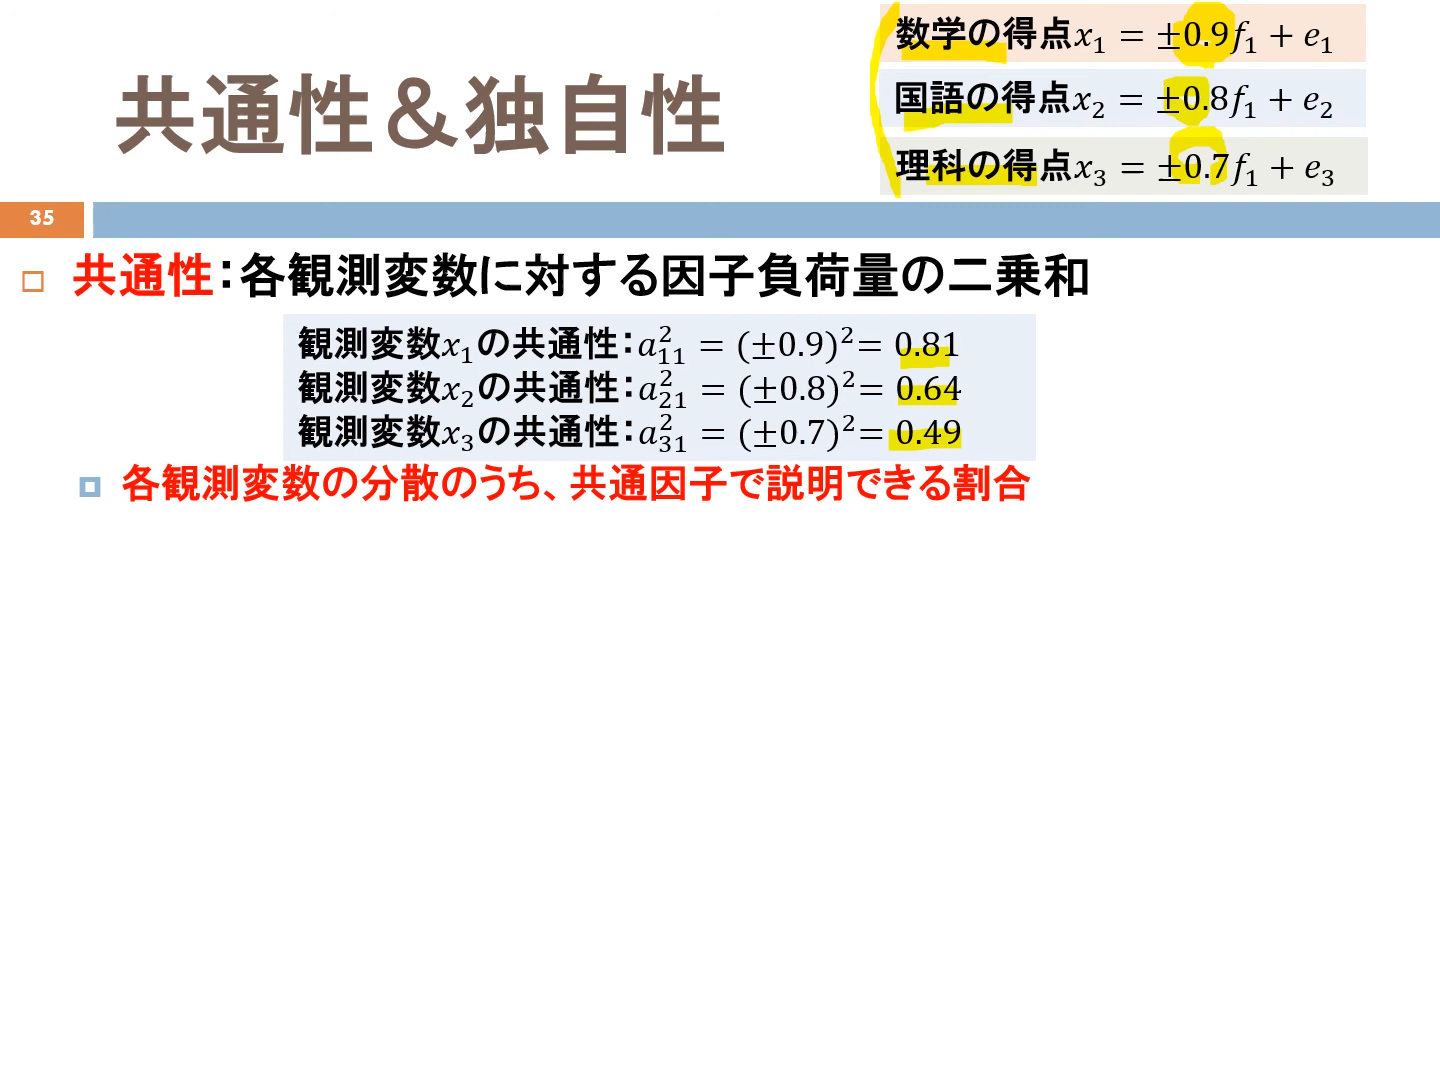 数学の得点x₁ = ±0.9f₁ + e₁
国語の得点x₂ = ±0.8f₁ + e₂
理科の得点x₃ = ±0.7f₁ + e₃
共通性＆独自性
35
共通性：各観測変数に対する因子負荷量の二乗和
観測変数x₁の共通性：a₁₁² = (±0.9)²= 0.81
観測変数x₂の共通性：a₂₁² = (±0.8)²= 0.64
観測変数x₃の共通性：a₃₁² = (±0.7)²= 0.49
各観測変数の分散のうち、共通因子で説明できる割合